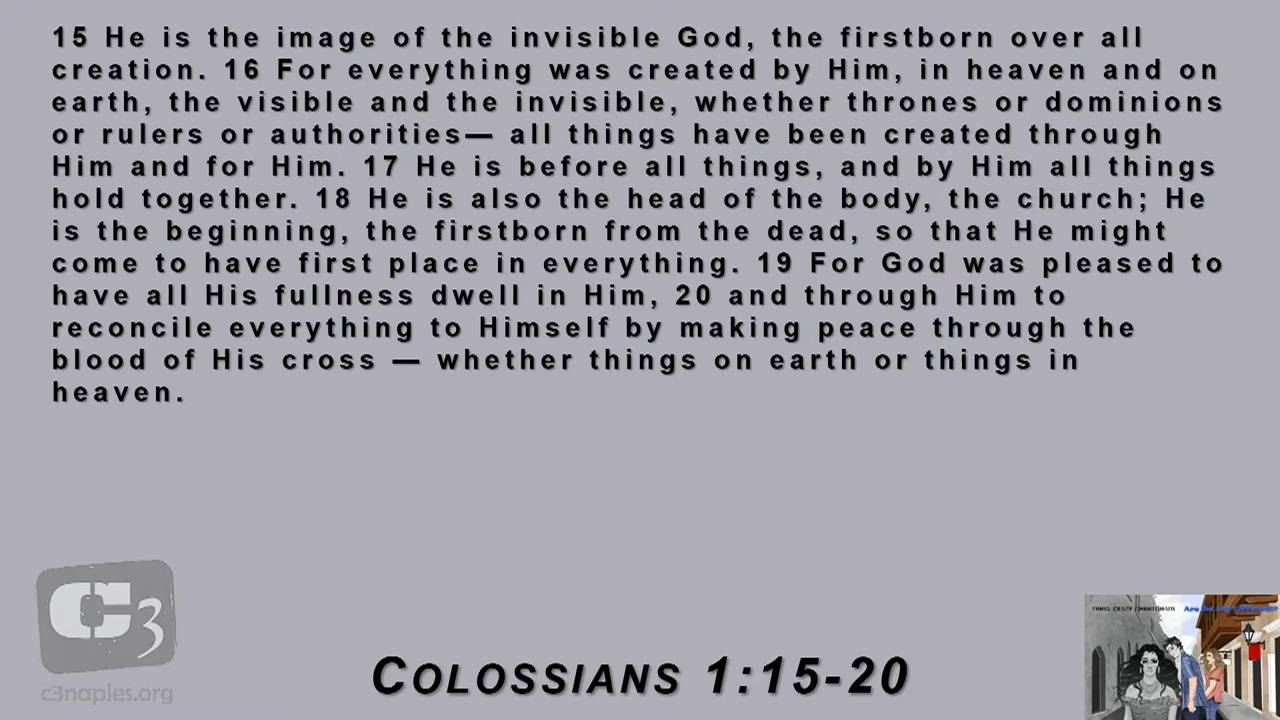 15 He is the image of the invisible God, the firstborn over all
creation. 16 For everything was created by Him, in heaven and on
earth, the visible and the invisible, whether thrones or dominions
or rulers or authorities— all things have been created through
Him and for Him. 17 He is before all things, and by Him all things
hold together. 18 He is also the head of the body, the church; He
is the beginning, the firstborn from the dead, so that He might
come to have first place in everything. 19 For God was pleased to
have all His fullness dwell in Him, 20 and through Him to
reconcile everything to Himself by making peace through the
blood of His cross — whether things on earth or things in
heaven.
C3
c3naples.org
COLOSSIANS 1:15-20
THOSE CRAZY CORINTHIANS
Are We Any Different?